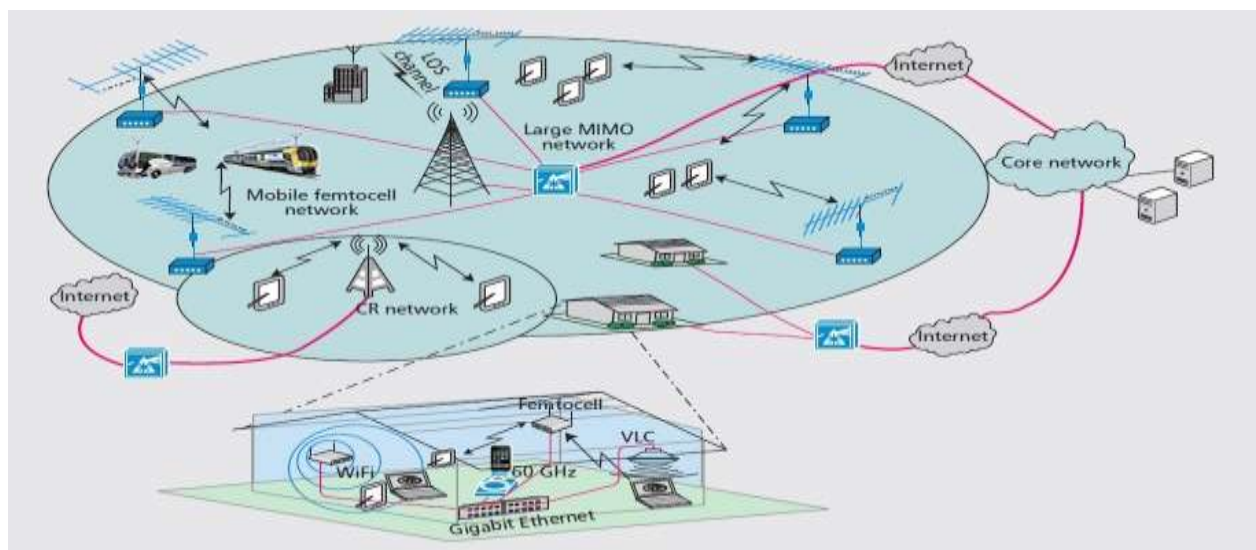 LOS
channel
Internet
Large MIMO
network
Core network
Mobile femtocell
network
Internet
CR network
Internet
Femtocell
VLC
WiFi
60 GHz
Gigabit Ethernet